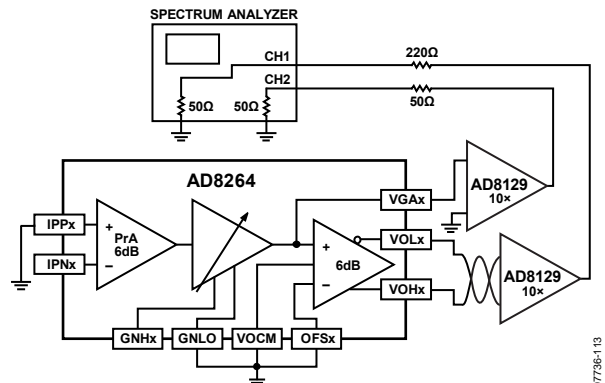 SPECTRUM ANALYZER
CH1
220Ω
CH2
50Ω
50Ω
50Ω
AD8264
VGAx
AD8129
10×
IPPx
+
PrA
6dB
IPNx
–
+
6dB
–
VOLx
VOHx
AD8129
10×
GNHx
GNLO
VOCM
OFSx
07736-113